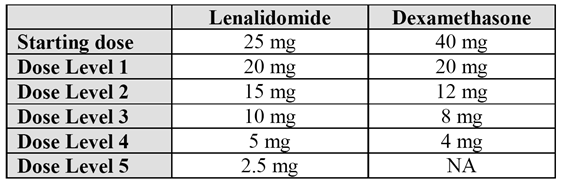 Lenalidomide Dexamethasone
Starting dose 25 mg 40 mg
Dose Level 1 20 mg 20 mg
Dose Level 2 15 mg 12 mg
Dose Level 3 10 mg 8 mg
Dose Level 4 5 mg 4 mg
Dose Level 5 2.5 mg NA